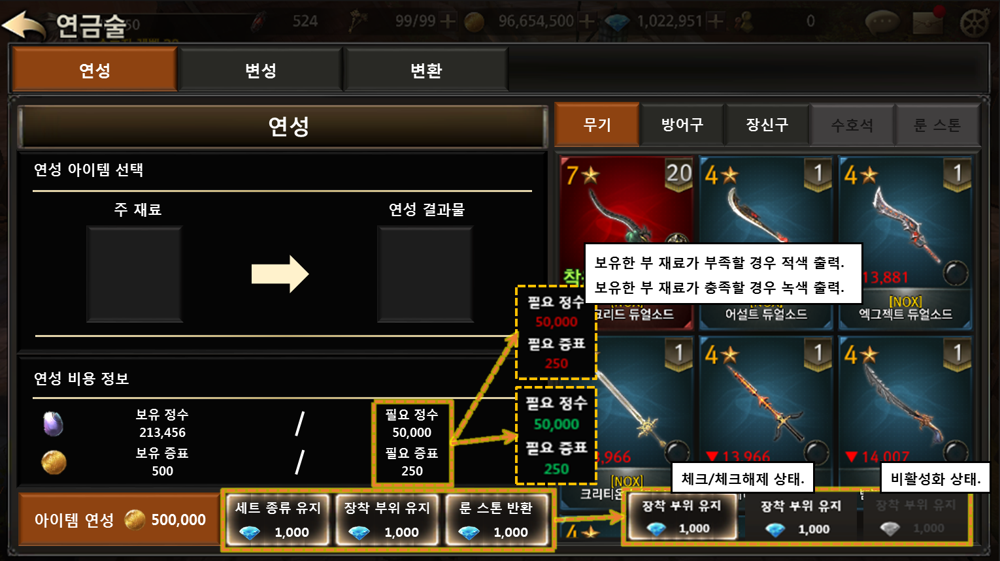 연금술
50
524
99/99
96,654,500
1,022,951
0
연성
변성
변환
연성
무기
방어구
장신구
수호석
룬 스톤
연성 아이템 선택
주 재료
연성 결과물
7
20
4
1
4
1
보유한 부 재료가 부족할 경우 적색 출력.
보유한 부 재료가 충족할 경우 녹색 출력.
13,881
[NOX]
리드 듀얼소드
[NOX]
어설트 듀얼소드
[NOX]
엑그젝트 듀얼소드
필요 정수
50,000
필요 증표
250
필요 정수
50,000
필요 증표
250
1
4
1
4
1
,966
[NOX]
크리티온
13,966
14,007
연성 비용 정보
보유 정수
213,456
/
필요 정수
50,000
보유 증표
500
/
필요 증표
250
체크/체크해제 상태.
비활성화 상태.
아이템 연성
500,000
세트 종류 유지
1,000
장착 부위 유지
1,000
룬 스톤 반환
1,000
장착 부위 유지
1,000
장착 부위 유지
1,000
장착 부위 유지
1,000